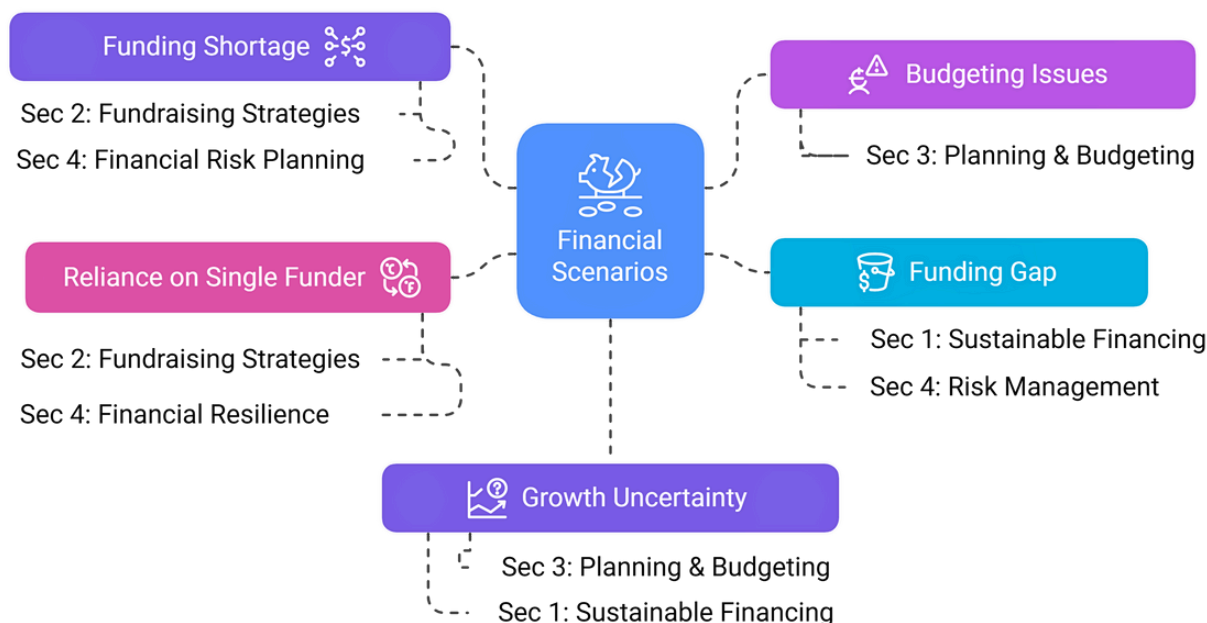 Funding Shortage
Sec 2: Fundraising Strategies
Sec 4: Financial Risk Planning
Reliance on Single Funder
Sec 2: Fundraising Strategies
Sec 4: Financial Resilience
Financial
Scenarios
Budgeting Issues
Sec 3: Planning & Budgeting
Funding Gap
Sec 1: Sustainable Financing
Sec 4: Risk Management
Growth Uncertainty
Sec 3: Planning & Budgeting
Sec 1: Sustainable Financing